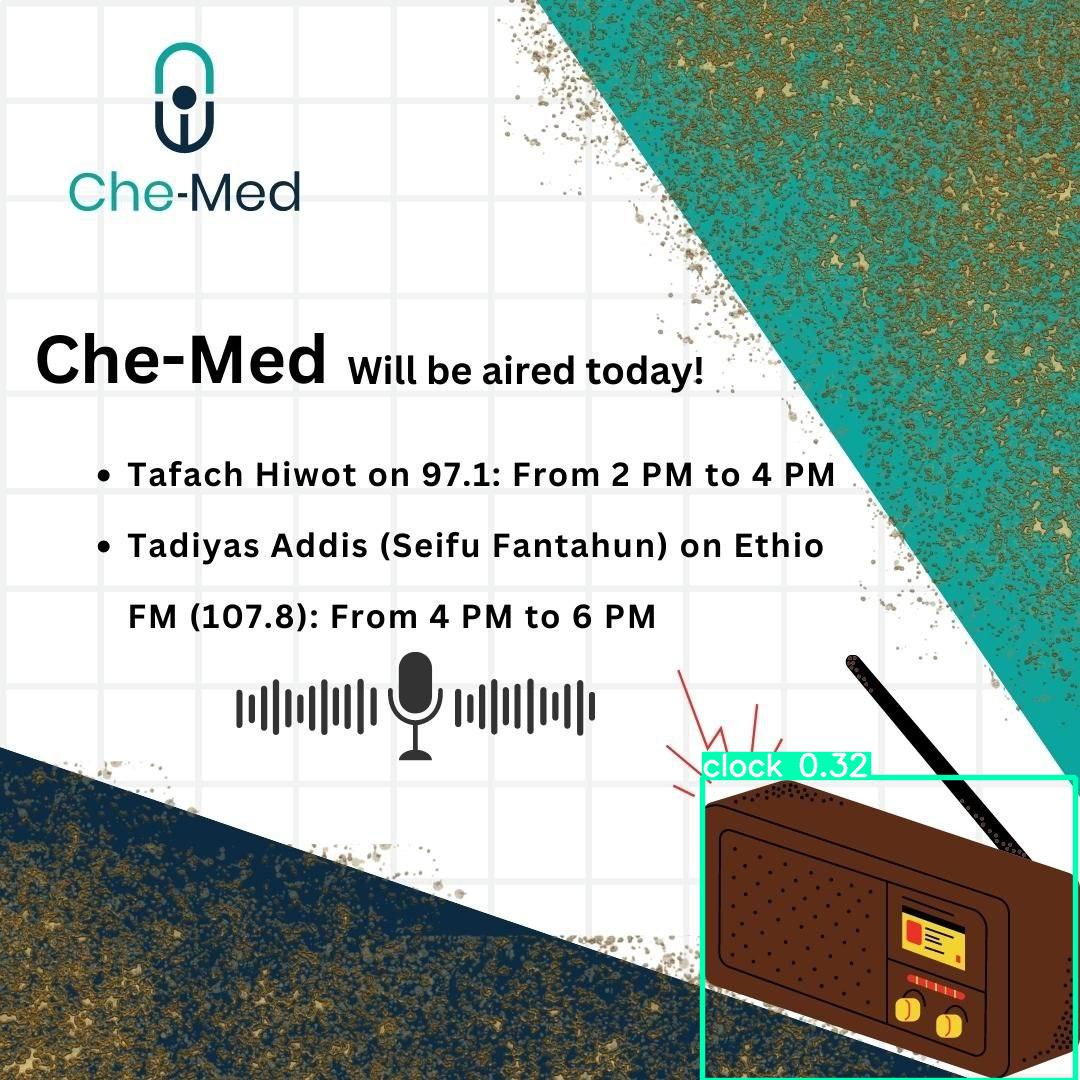 Che-Med
Che-Med Will be aired today!
• Tafach Hiwot on 97.1: From 2 PM to 4 PM
• Tadiyas Addis (Seifu Fantahun) on Ethio
FM (107.8): From 4 PM to 6 PM
clock 0.32